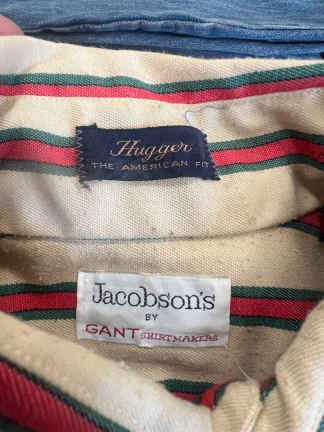 Hugger
THE AMERICAN FIT
Jacobson's
BY
GANT SHIRTMAKERS